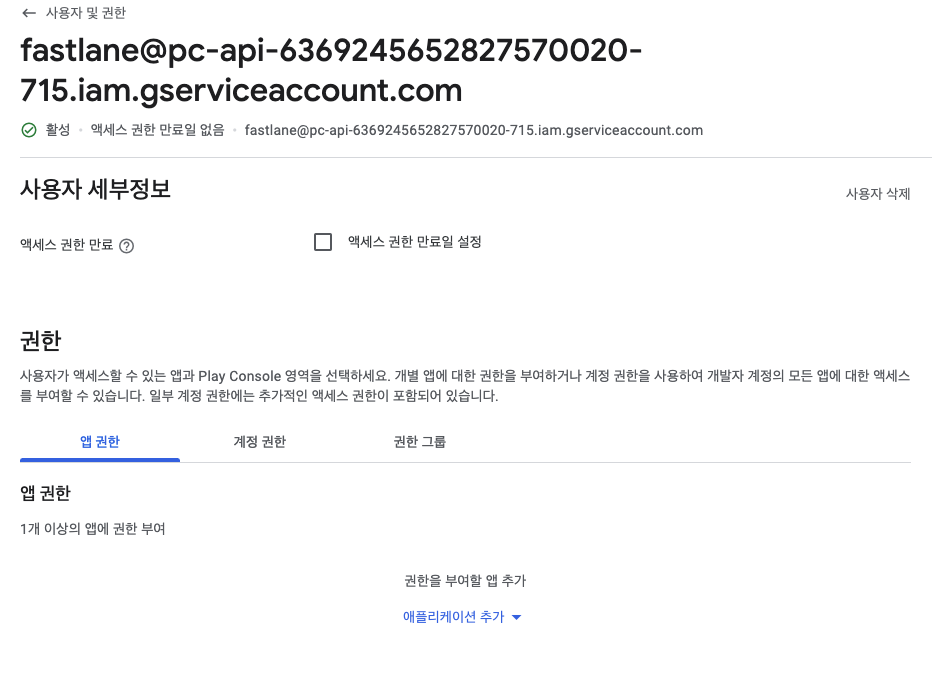 ← 사용자 및 권한
fastlane@pc-api-6369245652827570020-
715.iam.gserviceaccount.com
활성 • 액세스 권한 만료일 없음 • fastlane@pc-api-6369245652827570020-715.iam.gserviceaccount.com
사용자 세부정보
사용자 삭제
액세스 권한 만료 ?
액세스 권한 만료일 설정
권한
사용자가 액세스할 수 있는 앱과 Play Console 영역을 선택하세요. 개별 앱에 대한 권한을 부여하거나 계정 권한을 사용하여 개발자 계정의 모든 앱에 대한 액세스
를 부여할 수 있습니다. 일부 계정 권한에는 추가적인 액세스 권한이 포함되어 있습니다.
앱 권한 계정 권한 권한 그룹
앱 권한
1개 이상의 앱에 권한 부여
권한을 부여할 앱 추가
애플리케이션 추가